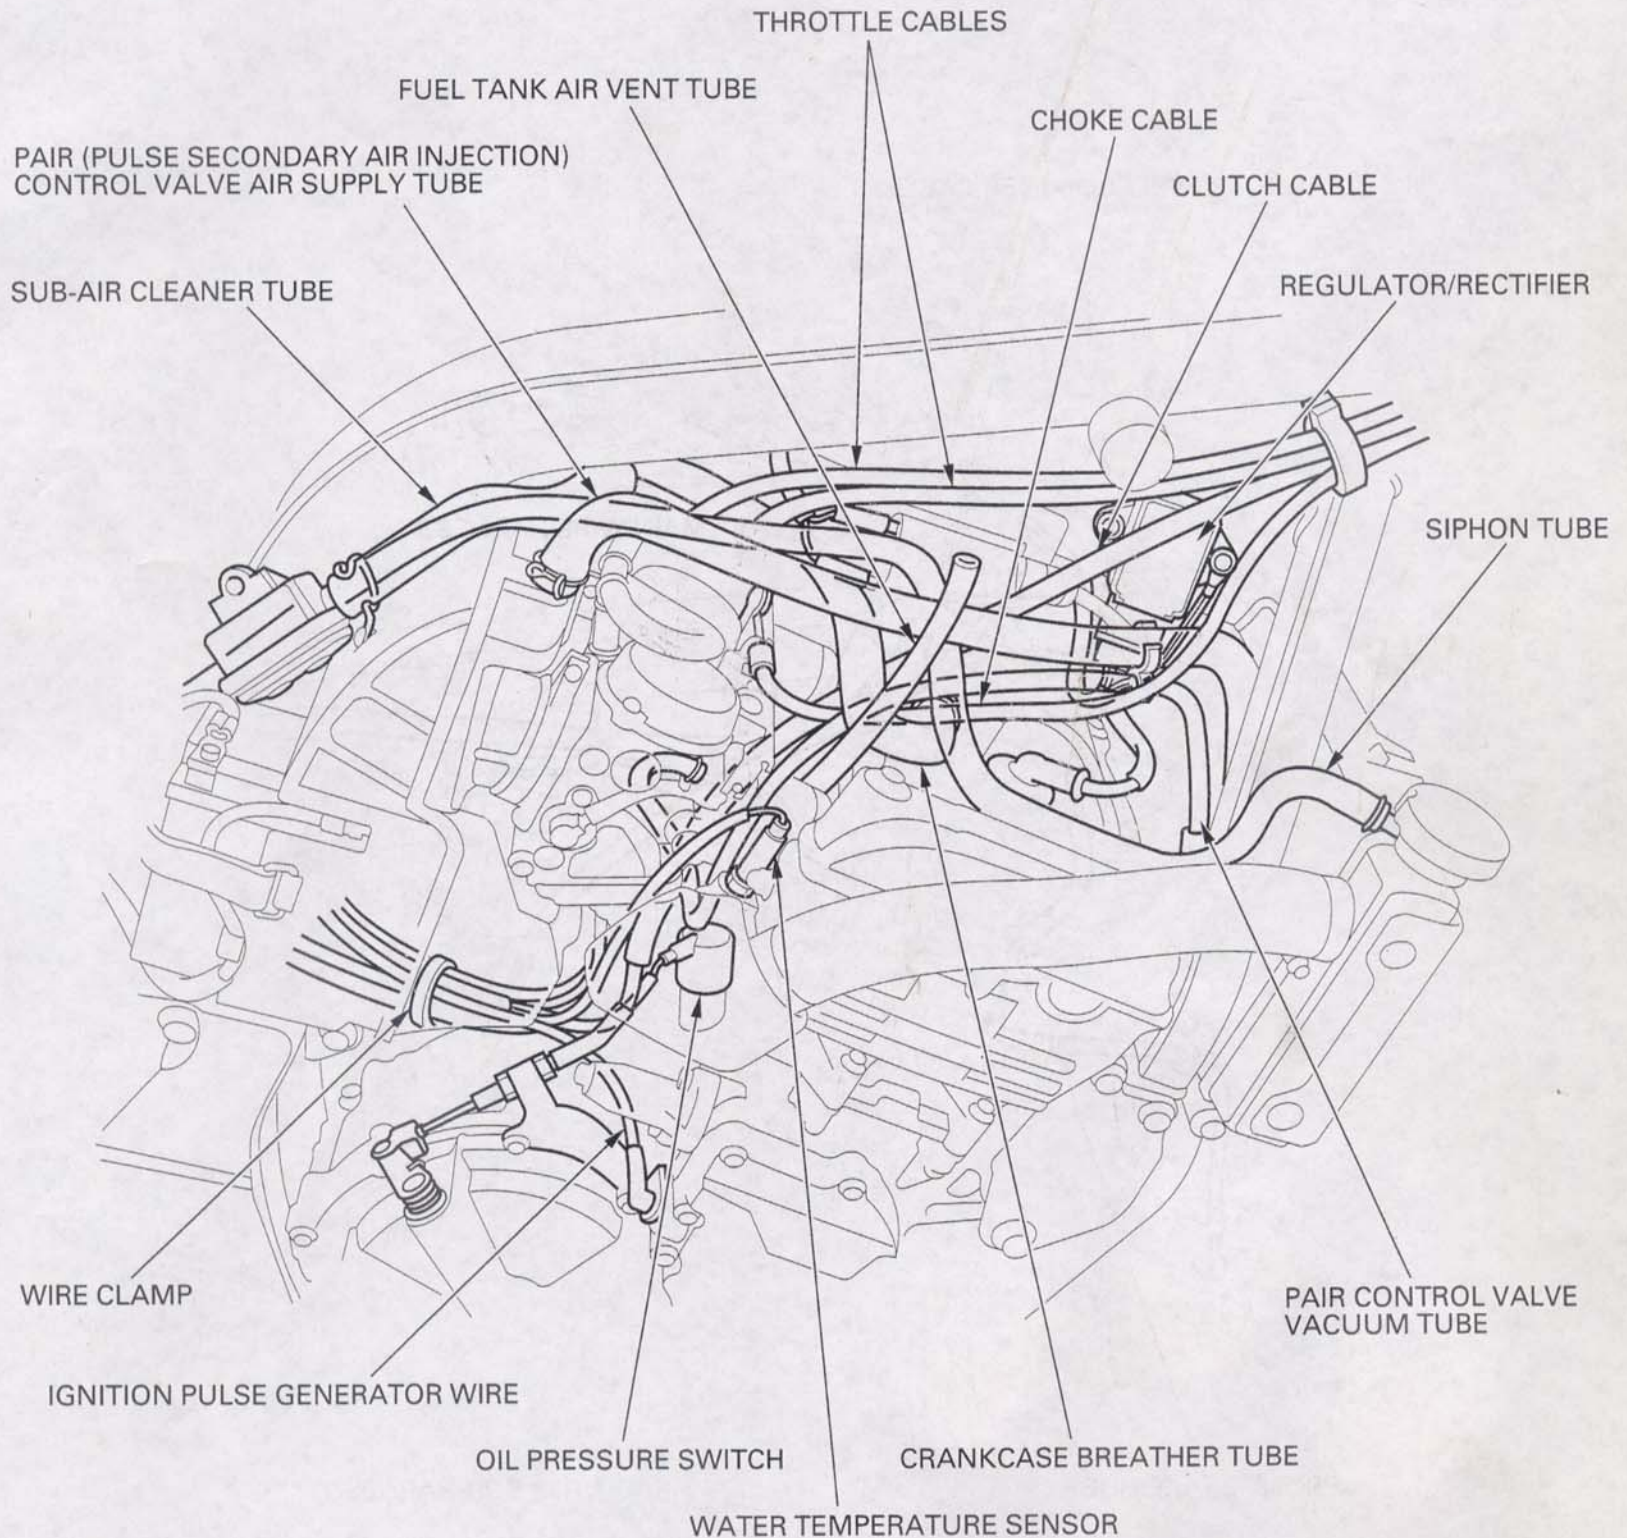 THROTTLE CABLES
FUEL TANK AIR VENT TUBE
CHOKE CABLE
PAIR (PULSE SECONDARY AIR INJECTION)
CONTROL VALVE AIR SUPPLY TUBE
CLUTCH CABLE
SUB-AIR CLEANER TUBE
REGULATOR/RECTIFIER
SIPHON TUBE
WIRE CLAMP
PAIR CONTROL VALVE
VACUUM TUBE
IGNITION PULSE GENERATOR WIRE
OIL PRESSURE SWITCH
CRANKCASE BREATHER TUBE
WATER TEMPERATURE SENSOR